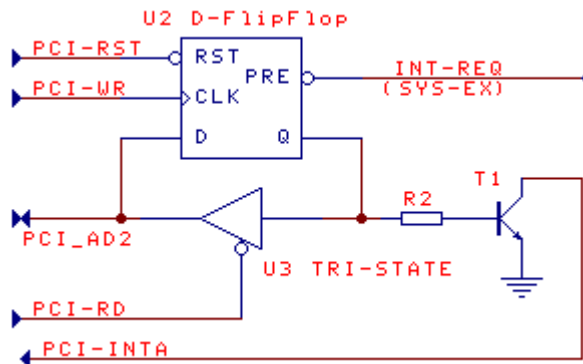 U2 D-FlipFlop
PCI-RST
RST
PRE
INT-REQ
(SYS-EX)
PCI-WR
CLK
D
Q
R2
T1
PCI_AD2
U3 TRI-STATE
PCI-RD
PCI-INTA